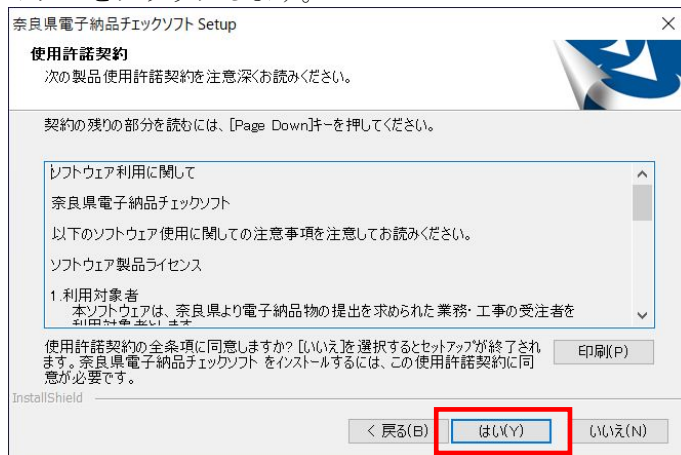 奈良県電子納品チェックソフト Setup
使用許諾契約
次の製品使用許諾契約を注意深くお読みください。
契約の残りの部分を読むには、[Page Down]キーを押してください。
ソフトウェア利用に関して
奈良県電子納品チェックソフト
以下のソフトウェア使用に関しての注意事項を注意してお読みください。
ソフトウェア製品ライセンス
1.利用対象者
本ソフトウェアは、奈良県より電子納品物の提出を求められた業務・工事の受注者を
利用対象者とします
使用許諾契約の全条項に同意しますか? [いいえ]を選択するとセットアップが終了され
ます。奈良県電子納品チェックソフト をインストールするには、この使用許諾契約に同
意が必要です。
印刷(P)
InstallShield
< 戻る(B)
はい(Y)
いいえ(N)